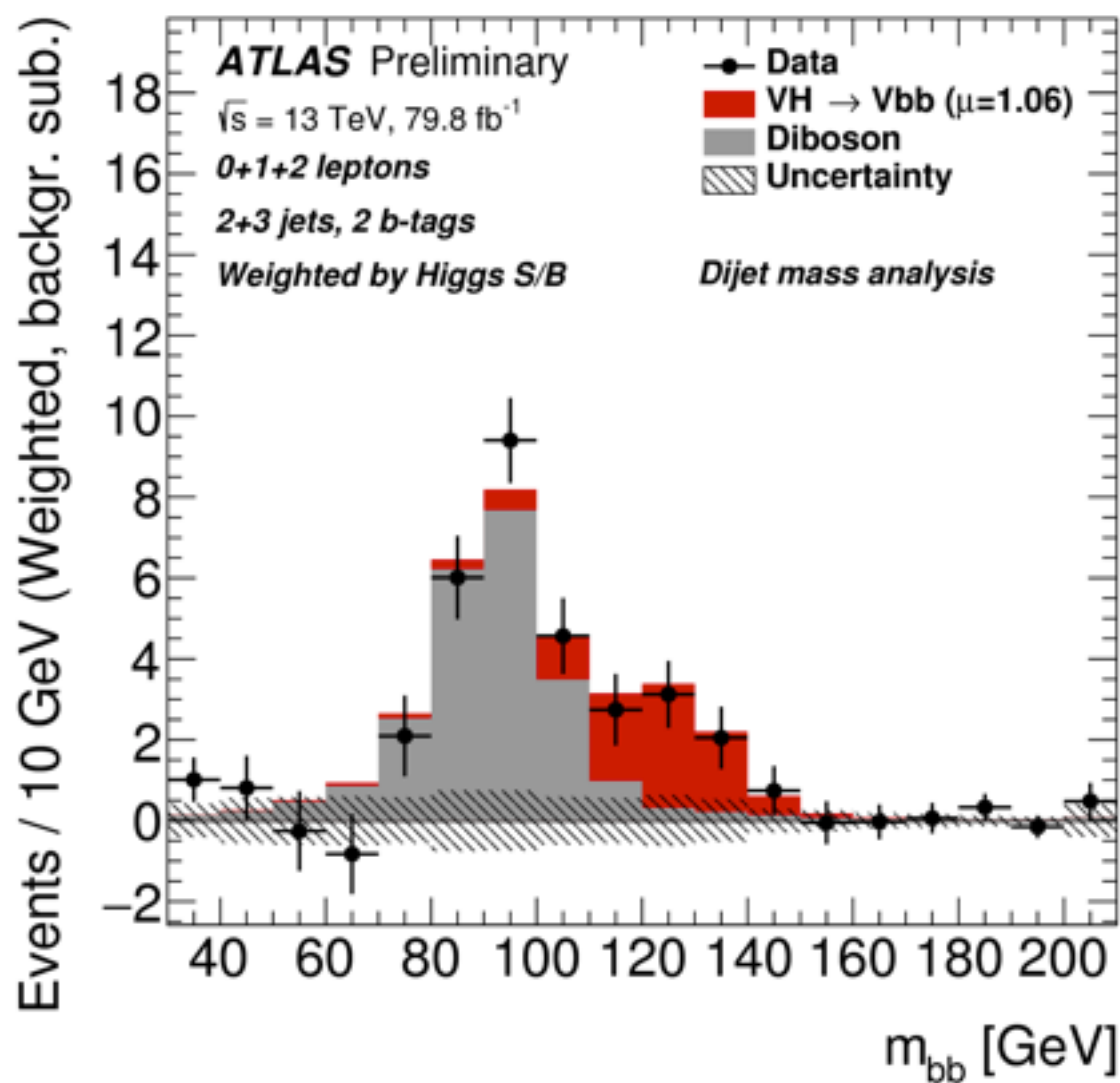 ATLAS Preliminary
√s = 13 TeV, 79.8 fb⁻¹
0+1+2 leptons
2+3 jets, 2 b-tags
Weighted by Higgs S/B
Data
VH → Vbb (μ=1.06)
Diboson
Uncertainty
Dijet mass analysis
Events / 10 GeV (Weighted, backgr. sub.)
18
16
14
12
10
8
6
4
2
0
−2
40 60 80 100 120 140 160 180 200
m_bb [GeV]